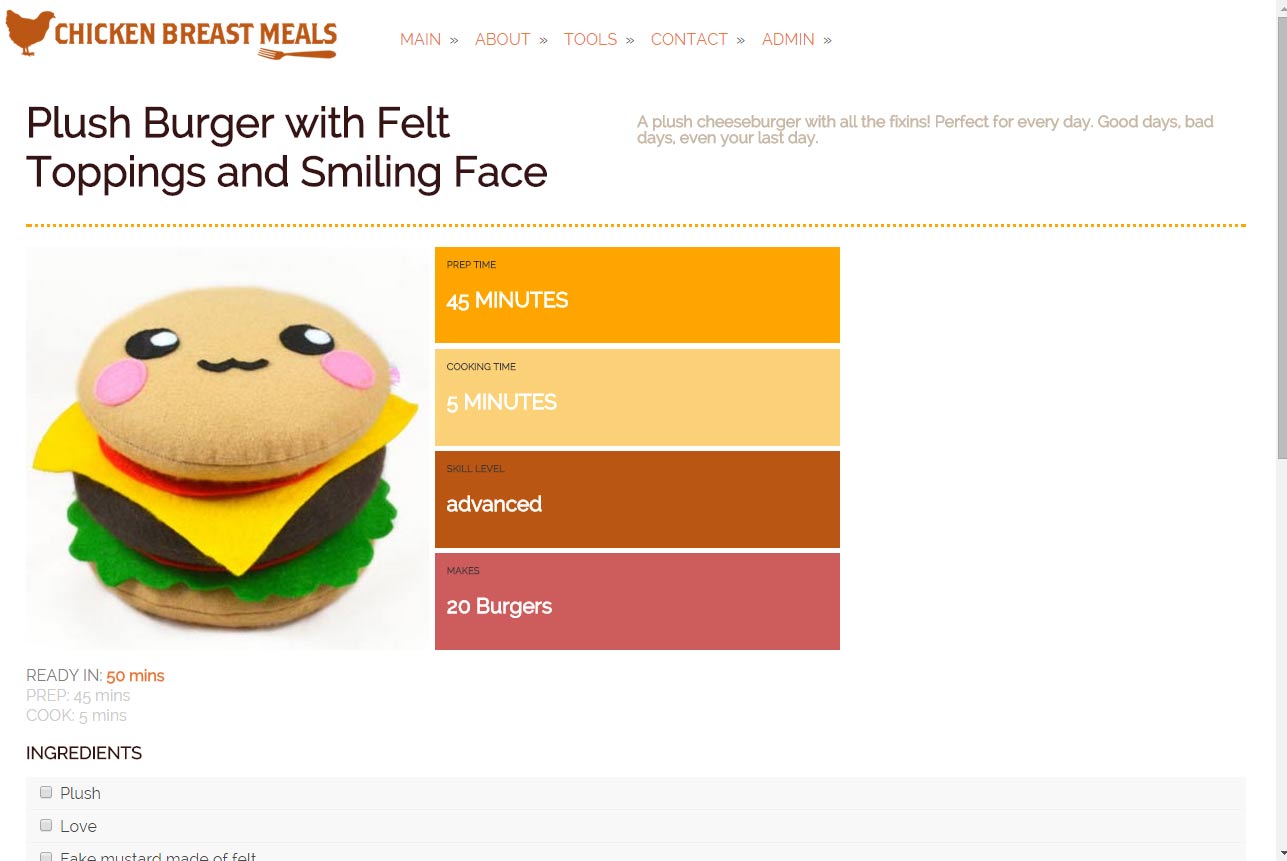 CHICKEN BREAST MEALS
MAIN » ABOUT » TOOLS » CONTACT » ADMIN »
Plush Burger with Felt
Toppings and Smiling Face
A plush cheeseburger with all the fixins! Perfect for every day. Good days, bad
days, even your last day.
PREP TIME
45 MINUTES
COOKING TIME
5 MINUTES
SKILL LEVEL
advanced
MAKES
20 Burgers
READY IN: 50 mins
PREP: 45 mins
COOK: 5 mins
INGREDIENTS
Plush
Love
Fake mustard made of felt